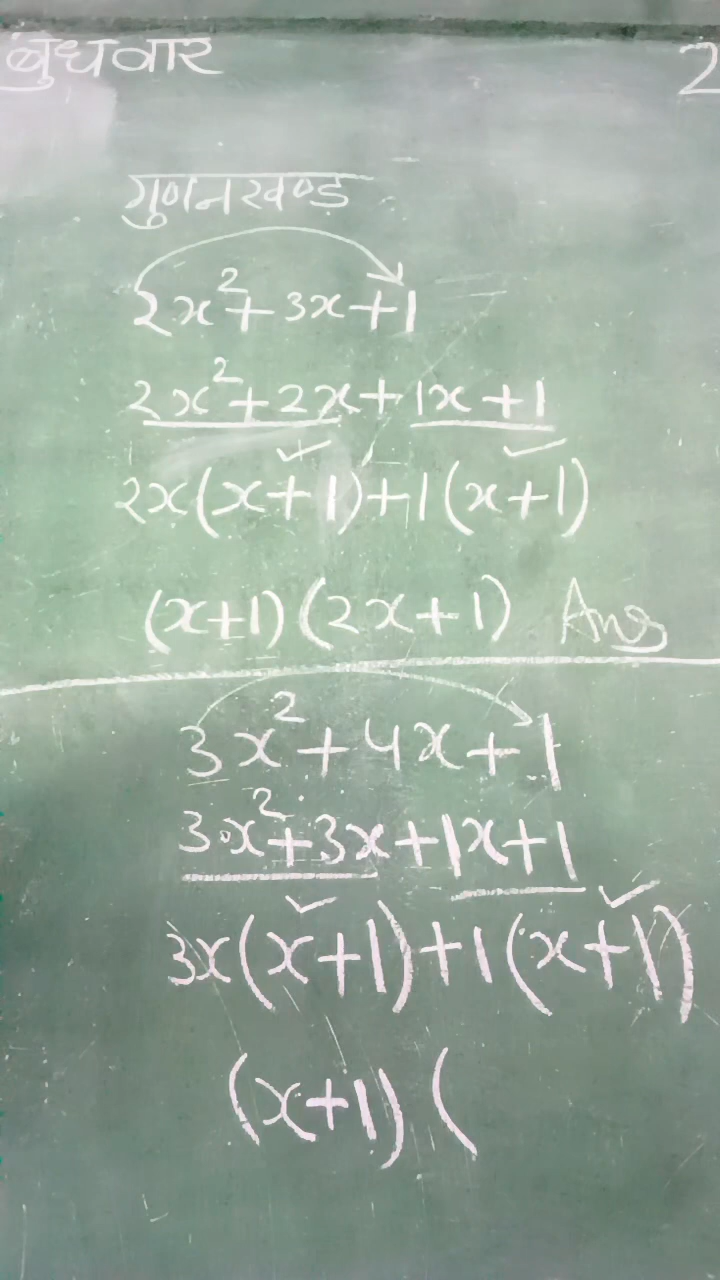 बुधवार 2
गुणनखण्ड
2x²+3x+1
2x²+2x+1x+1
2x(x+1)+1(x+1)
(x+1)(2x+1) Ans
3x²+4x+1
3x²+3x+1x+1
3x(x+1)+1(x+1)
(x+1)(